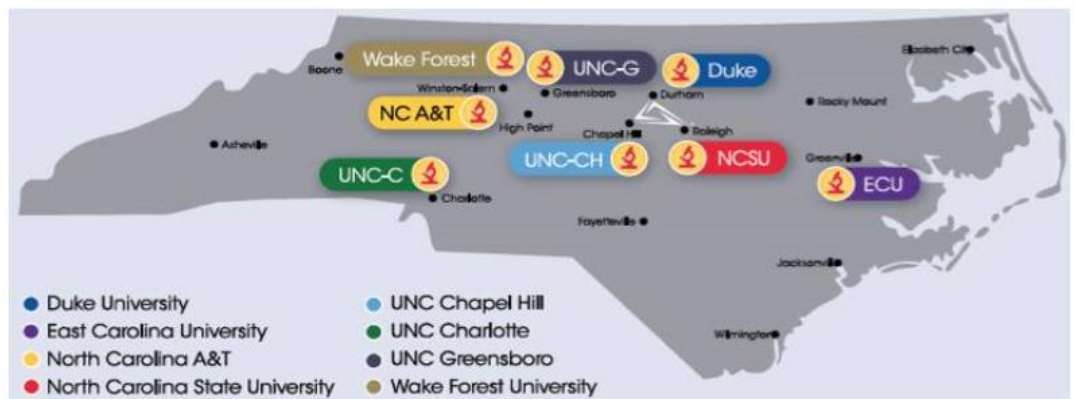 Elizabeth City
Wake Forest
UNC-G
Duke
Boone
Winston-Salem
Greensboro
Durham
Rocky Mount
NC A&T
High Point
Chapel Hill
Raleigh
Asheville
UNC-CH
NCSU
Greenville
UNC-C
ECU
Charlotte
Fayetteville
Jacksonville
Wilmington
Duke University
East Carolina University
North Carolina A&T
North Carolina State University
UNC Chapel Hill
UNC Charlotte
UNC Greensboro
Wake Forest University